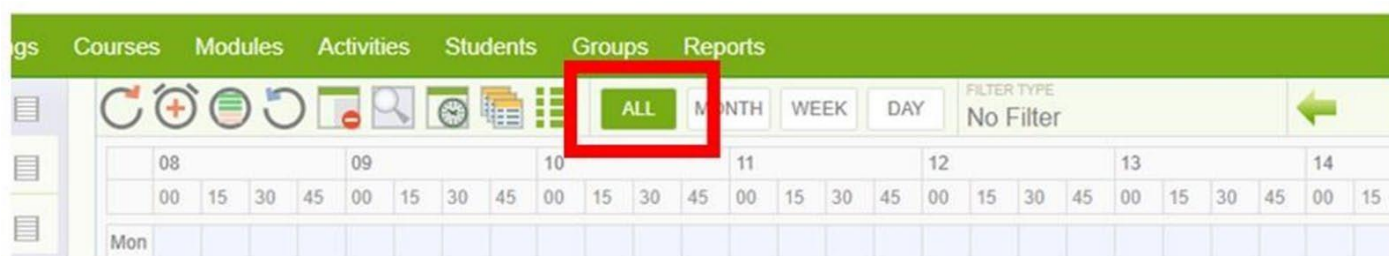 gs Courses Modules Activities Students Groups Reports
ALL MONTH WEEK DAY FILTER TYPE
No Filter
08 09 10 11 12 13 14
00 15 30 45 00 15 30 45 00 15 30 45 00 15 30 45 00 15 30 45 00 15 30 45 00 15
Mon